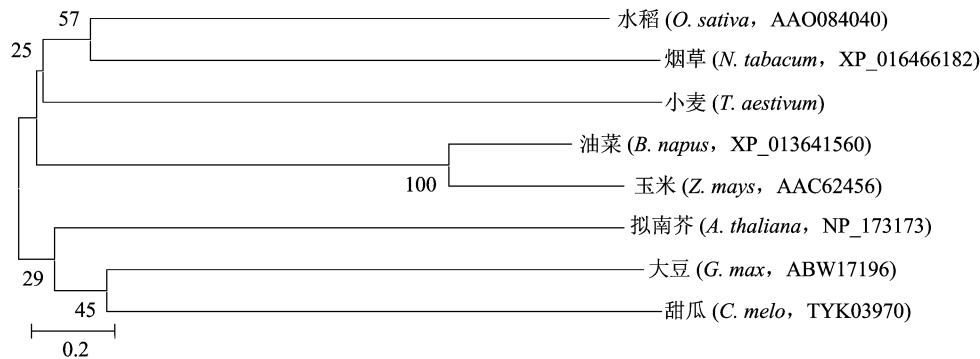 57
水稻 (O. sativa，AAO084040)
25
烟草 (N. tabacum，XP_016466182)
小麦 (T. aestivum)
油菜 (B. napus，XP_013641560)
100
玉米 (Z. mays，AAC62456)
拟南芥 (A. thaliana，NP_173173)
29
大豆 (G. max，ABW17196)
45
甜瓜 (C. melo，TYK03970)
0.2